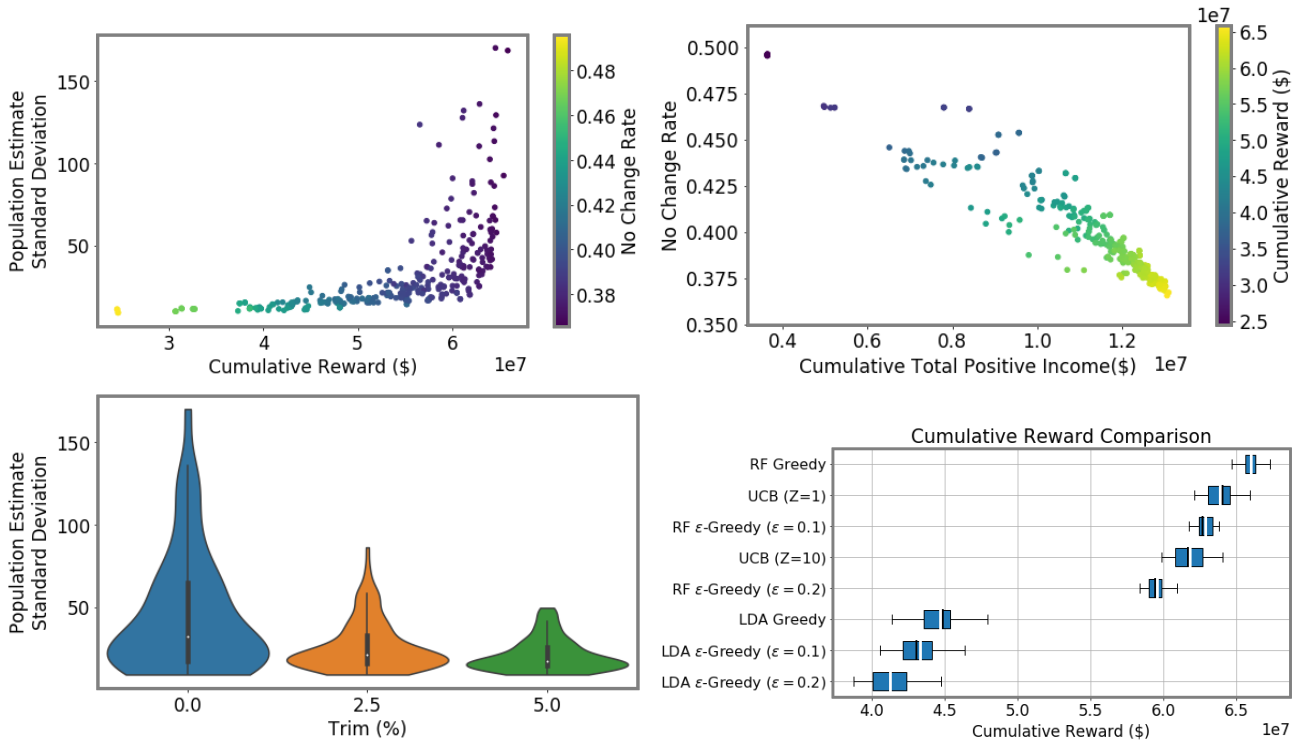 Population Estimate
Standard Deviation
150
100
50
3
4
5
6
1e7
Cumulative Reward ($)
0.48
0.46
0.44
0.42
0.40
0.38
No Change Rate
No Change Rate
0.500
0.475
0.450
0.425
0.400
0.375
0.350
0.4
0.6
0.8
1.0
1.2
1e7
Cumulative Total Positive Income($)
1e7
6.5
6.0
5.5
5.0
4.5
4.0
3.5
3.0
2.5
Cumulative Reward ($)
Population Estimate
Standard Deviation
150
100
50
0.0
2.5
5.0
Trim (%)
Cumulative Reward Comparison
RF Greedy
UCB (Z=1)
RF ε-Greedy (ε = 0.1)
UCB (Z=10)
RF ε-Greedy (ε = 0.2)
LDA Greedy
LDA ε-Greedy (ε = 0.1)
LDA ε-Greedy (ε = 0.2)
4.0
4.5
5.0
5.5
6.0
6.5
1e7
Cumulative Reward ($)